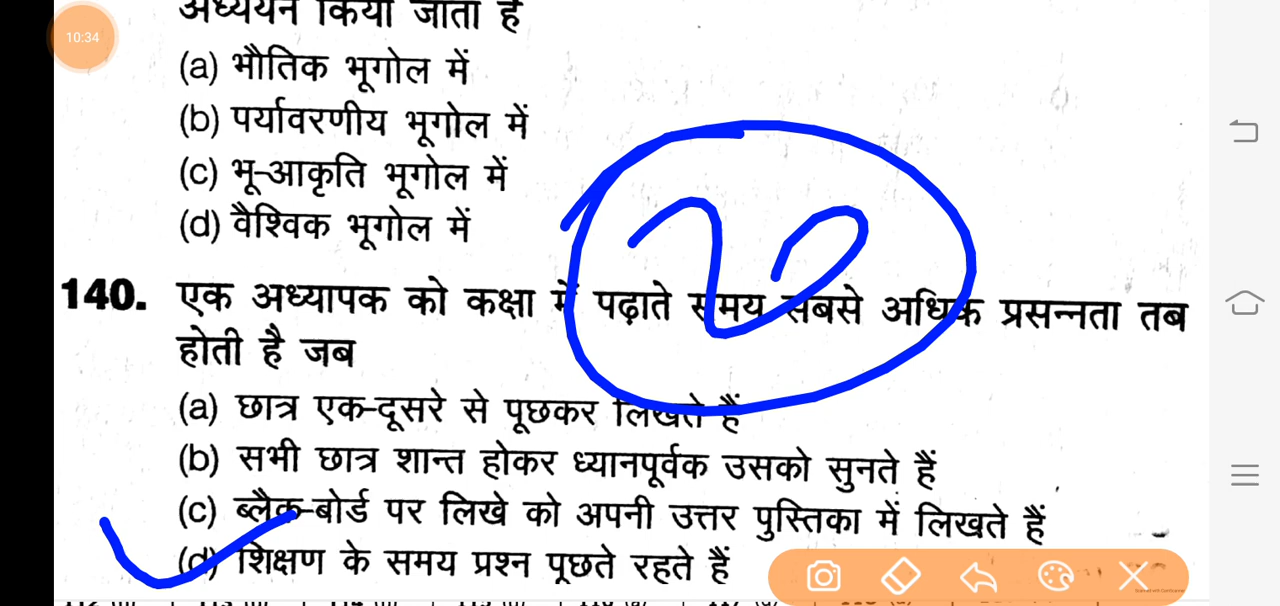 10:34
अध्ययन किया जाता है
(a) भौतिक भूगोल में
(b) पर्यावरणीय भूगोल में
(c) भू-आकृति भूगोल में
(d) वैश्विक भूगोल में
140. एक अध्यापक को कक्षा में पढ़ाते समय सबसे अधिक प्रसन्नता तब
होती है जब
(a) छात्र एक-दूसरे से पूछकर लिखते हैं
(b) सभी छात्र शान्त होकर ध्यानपूर्वक उसको सुनते हैं
(c) ब्लैक-बोर्ड पर लिखे को अपनी उत्तर पुस्तिका में लिखते हैं
(d) शिक्षण के समय प्रश्न पूछते रहते हैं